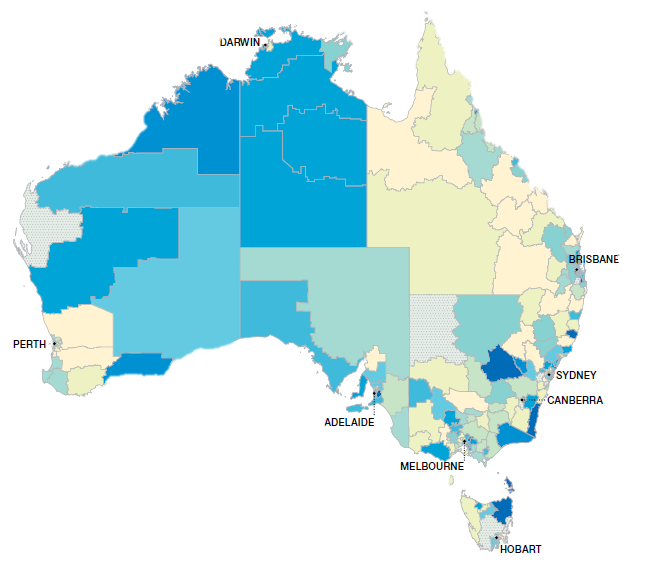 DARWIN
BRISBANE
PERTH
SYDNEY
CANBERRA
ADELAIDE
MELBOURNE
HOBART